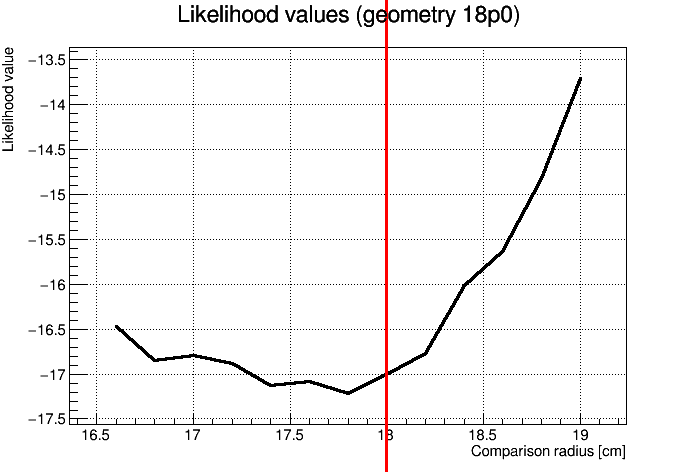 Likelihood values (geometry 18p0)
Likelihood value
−13.5
−14
−14.5
−15
−15.5
−16
−16.5
−17
−17.5
16.5 17 17.5 18 18.5 19
Comparison radius [cm]